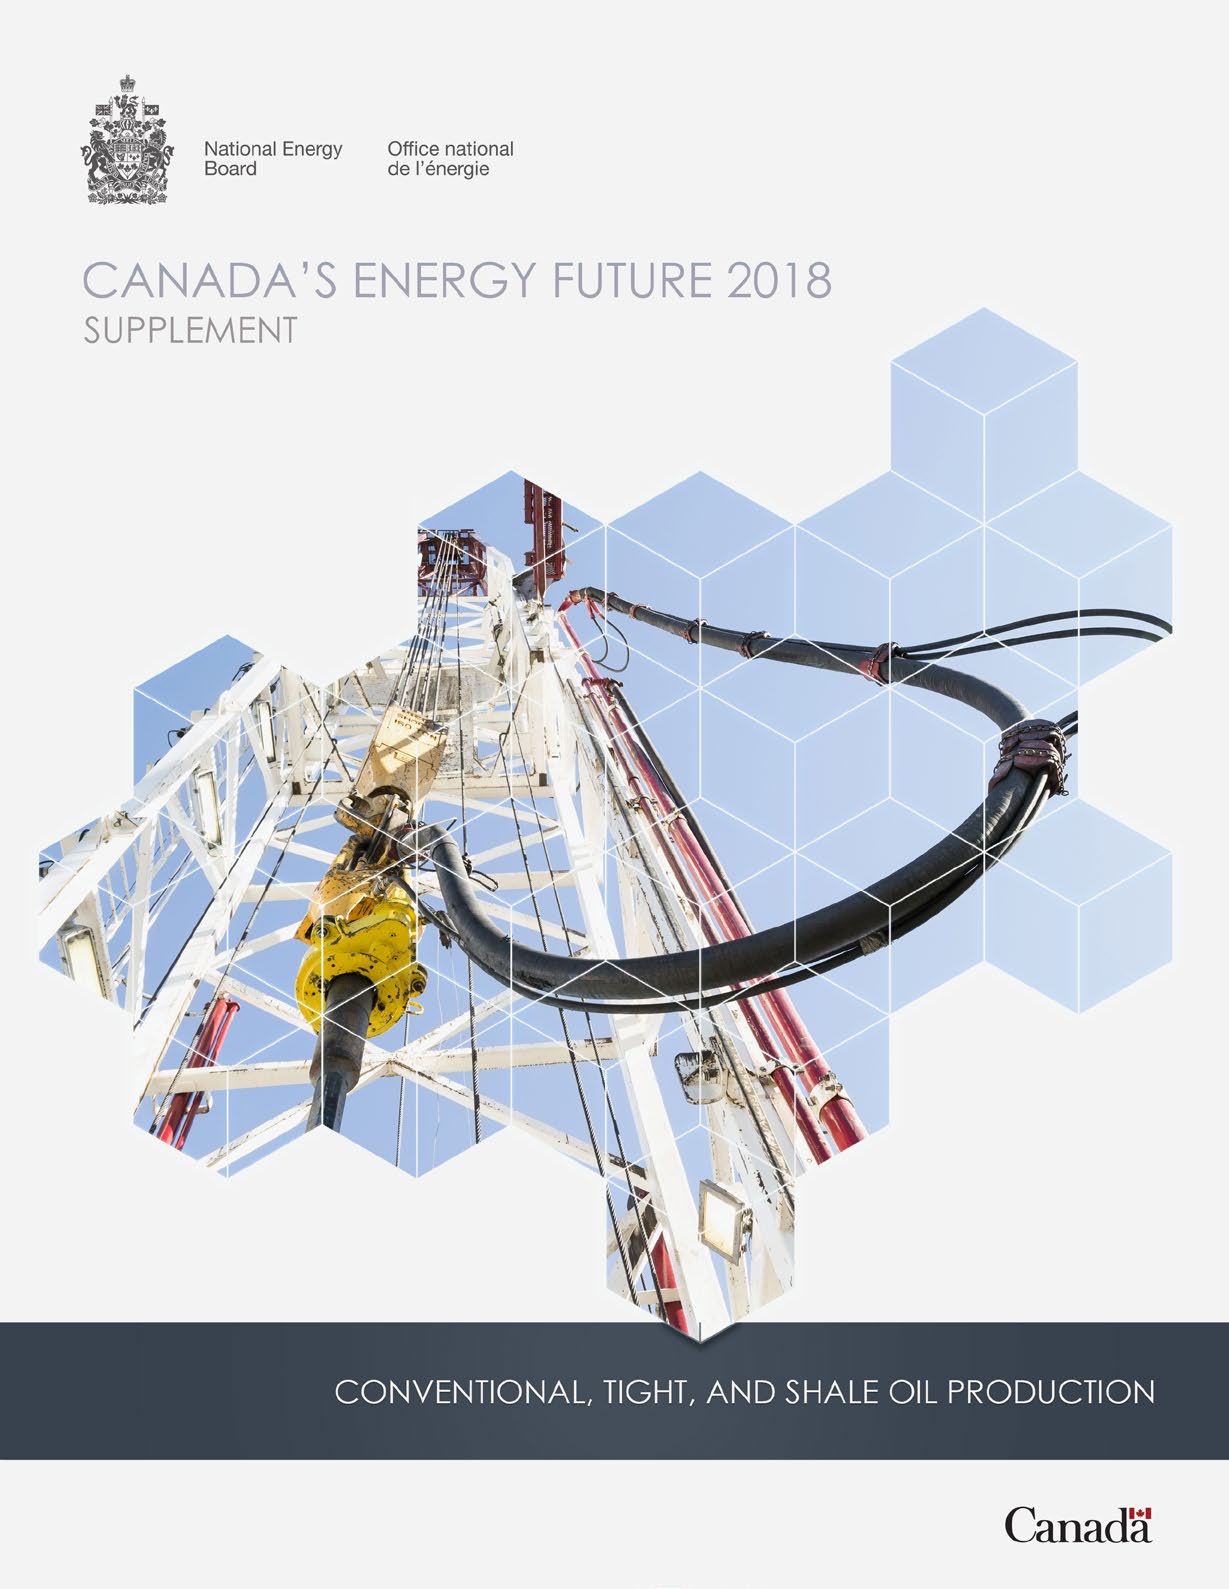 National Energy
Board
Office national
de l'énergie
CANADA'S ENERGY FUTURE 2018
SUPPLEMENT
CONVENTIONAL, TIGHT, AND SHALE OIL PRODUCTION
Canada